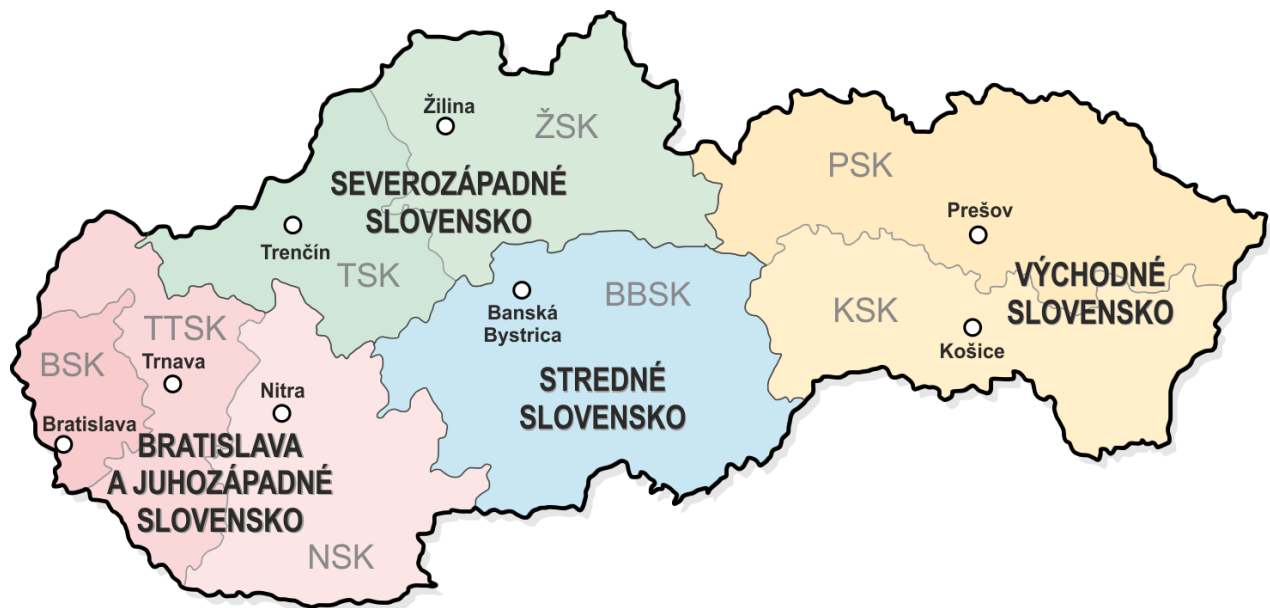 Žilina
ŽSK
SEVEROZÁPADNÉ
SLOVENSKO
Trenčín
TSK
PSK
Prešov
VÝCHODNÉ
SLOVENSKO
KSK
Košice
BBSK
Banská
Bystrica
STREDNÉ
SLOVENSKO
TTSK
Trnava
BSK
Bratislava
Nitra
BRATISLAVA
A JUHOZÁPADNÉ
SLOVENSKO
NSK